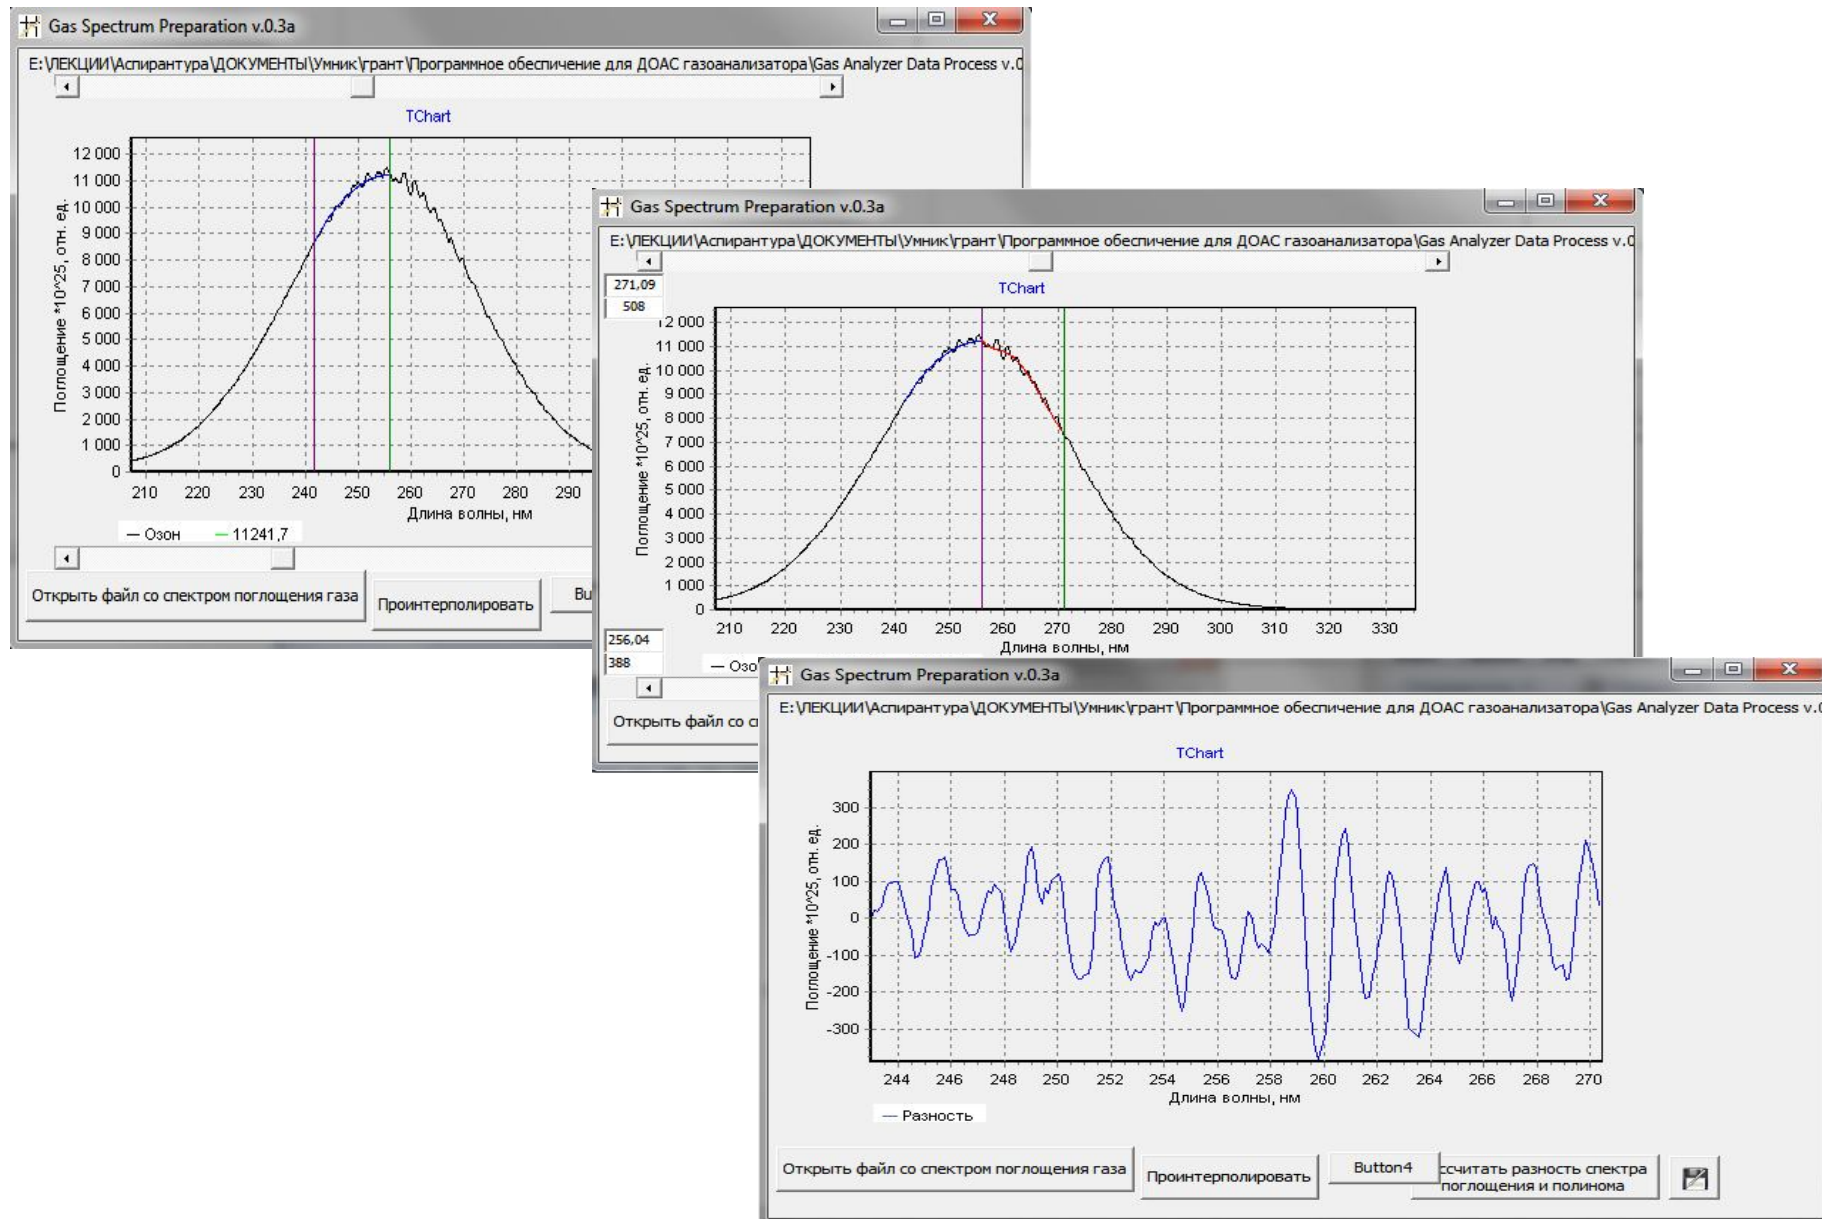 Gas Spectrum Preparation v.0.3a
E:\ЛЕКЦИИ\Аспирантура\ДОКУМЕНТЫ\Умник\грант\Программное обеспичение для ДОАС газоанализатора\Gas Analyzer Data Process v.0
TChart
12 000
11 000
10 000
9 000
8 000
7 000
6 000
5 000
4 000
3 000
2 000
1 000
0
Поглощение *10^25, отн. ед.
210 220 230 240 250 260 270 280 290
Длина волны, нм
Озон 11241,7
Открыть файл со спектром поглощения газа
Проинтерполировать
Bu
Gas Spectrum Preparation v.0.3a
E:\ЛЕКЦИИ\Аспирантура\ДОКУМЕНТЫ\Умник\грант\Программное обеспичение для ДОАС газоанализатора\Gas Analyzer Data Process v.0
271,09
508
TChart
12 000
11 000
10 000
9 000
8 000
7 000
6 000
5 000
4 000
3 000
2 000
1 000
0
Поглощение *10^25, отн. ед.
210 220 230 240 250 260 270 280 290 300 310 320 330
Длина волны, нм
256,04
388
Озо
Открыть файл со с
Gas Spectrum Preparation v.0.3a
E:\ЛЕКЦИИ\Аспирантура\ДОКУМЕНТЫ\Умник\грант\Программное обеспичение для ДОАС газоанализатора\Gas Analyzer Data Process v.0
TChart
300
200
100
0
-100
-200
-300
Поглощение *10^25, отн. ед.
244 246 248 250 252 254 256 258 260 262 264 266 268 270
Длина волны, нм
Разность
Открыть файл со спектром поглощения газа
Проинтерполировать
Button4
ссчитать разность спектра
поглощения и полинома